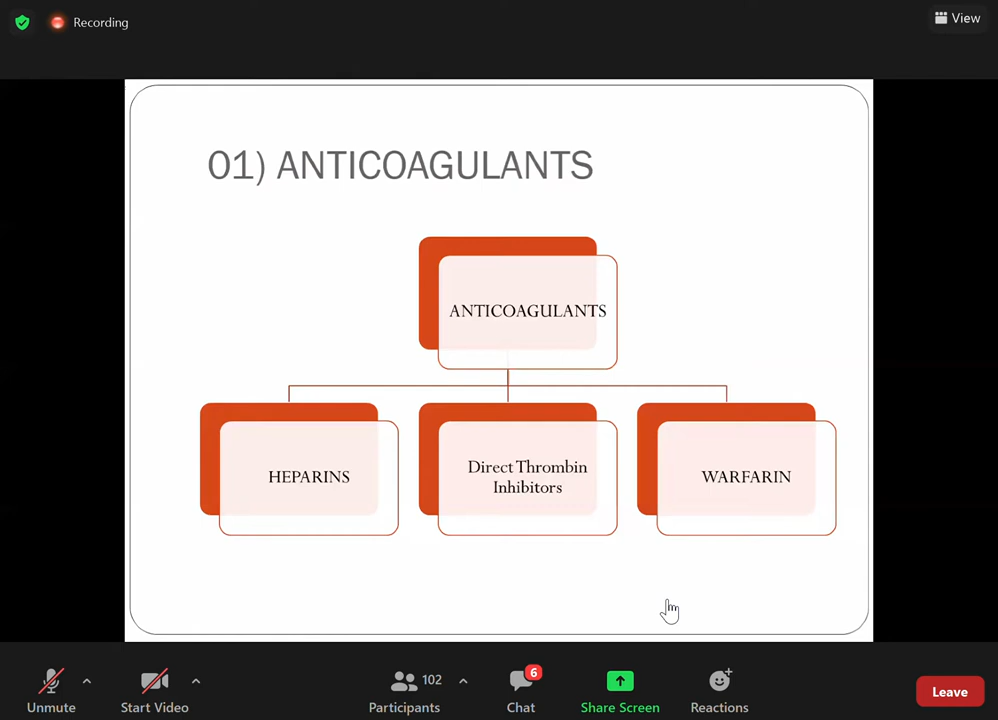 Recording
View
01) ANTICOAGULANTS
ANTICOAGULANTS
HEPARINS
Direct Thrombin
Inhibitors
WARFARIN
Unmute
Start Video
102
Participants
6
Chat
Share Screen
Reactions
Leave